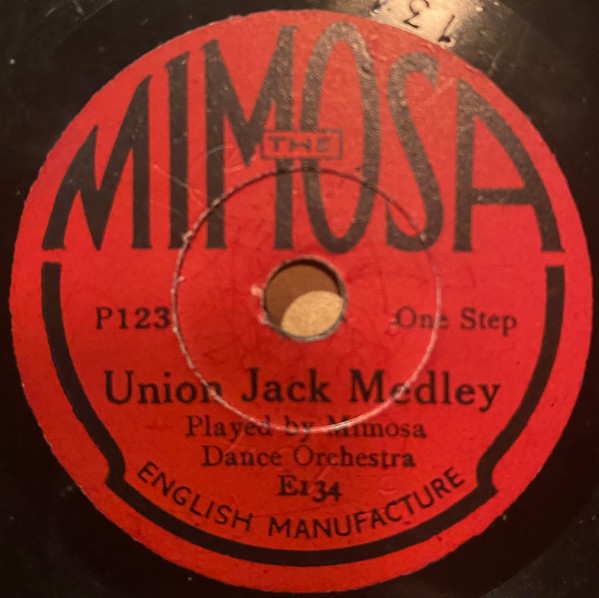 THE
MIMOSA
P123
One Step
Union Jack Medley
Played by Mimosa
Dance Orchestra
E134
ENGLISH MANUFACTURE